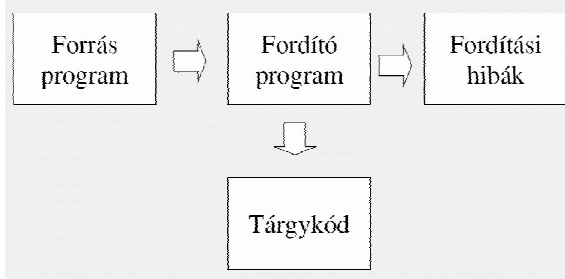 Forrás
program
Fordító
program
Fordítási
hibák
Tárgykód